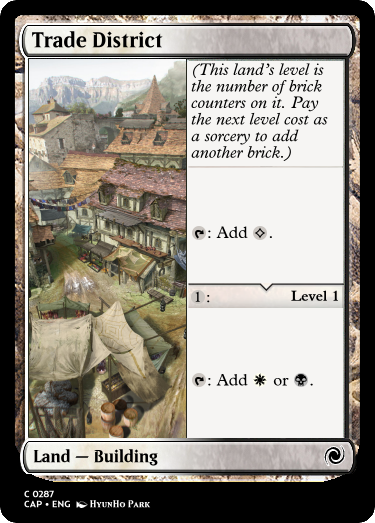 Trade District
(This land's level is
the number of brick
counters on it. Pay
the next level cost as
a sorcery to add
another brick.)
: Add .
1 : Level 1
: Add or .
Land — Building
C 0287
CAP • ENG HyunHo Park